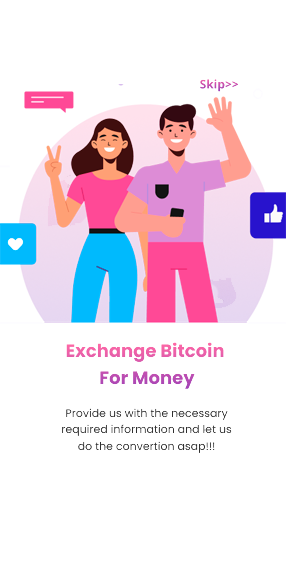 Skip>>
Exchange Bitcoin
For Money
Provide us with the necessary
required information and let us
do the convertion asap!!!